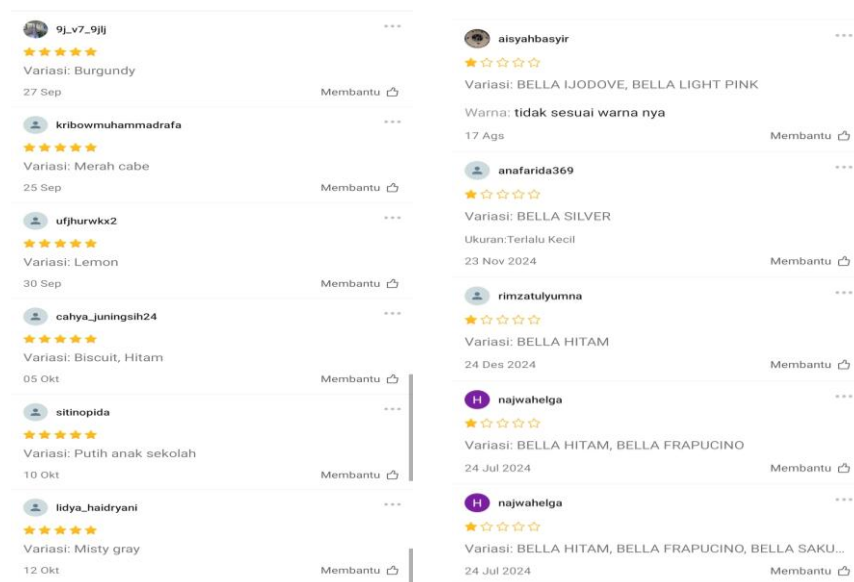 9j_v7_9jlj
Variasi: Burgundy
27 Sep Membantu
kribowmuhammadrafa
Variasi: Merah cabe
25 Sep Membantu
ufjhurwkx2
Variasi: Lemon
30 Sep Membantu
cahya_juningsih24
Variasi: Biscuit, Hitam
05 Okt Membantu
sitinopida
Variasi: Putih anak sekolah
10 Okt Membantu
lidya_haidryani
Variasi: Misty gray
12 Okt Membantu
aisyahbasyir
Variasi: BELLA IJODOVE, BELLA LIGHT PINK
Warna: tidak sesuai warna nya
17 Ags Membantu
anafarida369
Variasi: BELLA SILVER
Ukuran:Terlalu Kecil
23 Nov 2024 Membantu
rimzatulyumna
Variasi: BELLA HITAM
24 Des 2024 Membantu
H najwahelga
Variasi: BELLA HITAM, BELLA FRAPUCINO
24 Jul 2024 Membantu
H najwahelga
Variasi: BELLA HITAM, BELLA FRAPUCINO, BELLA SAKU...
24 Jul 2024 Membantu